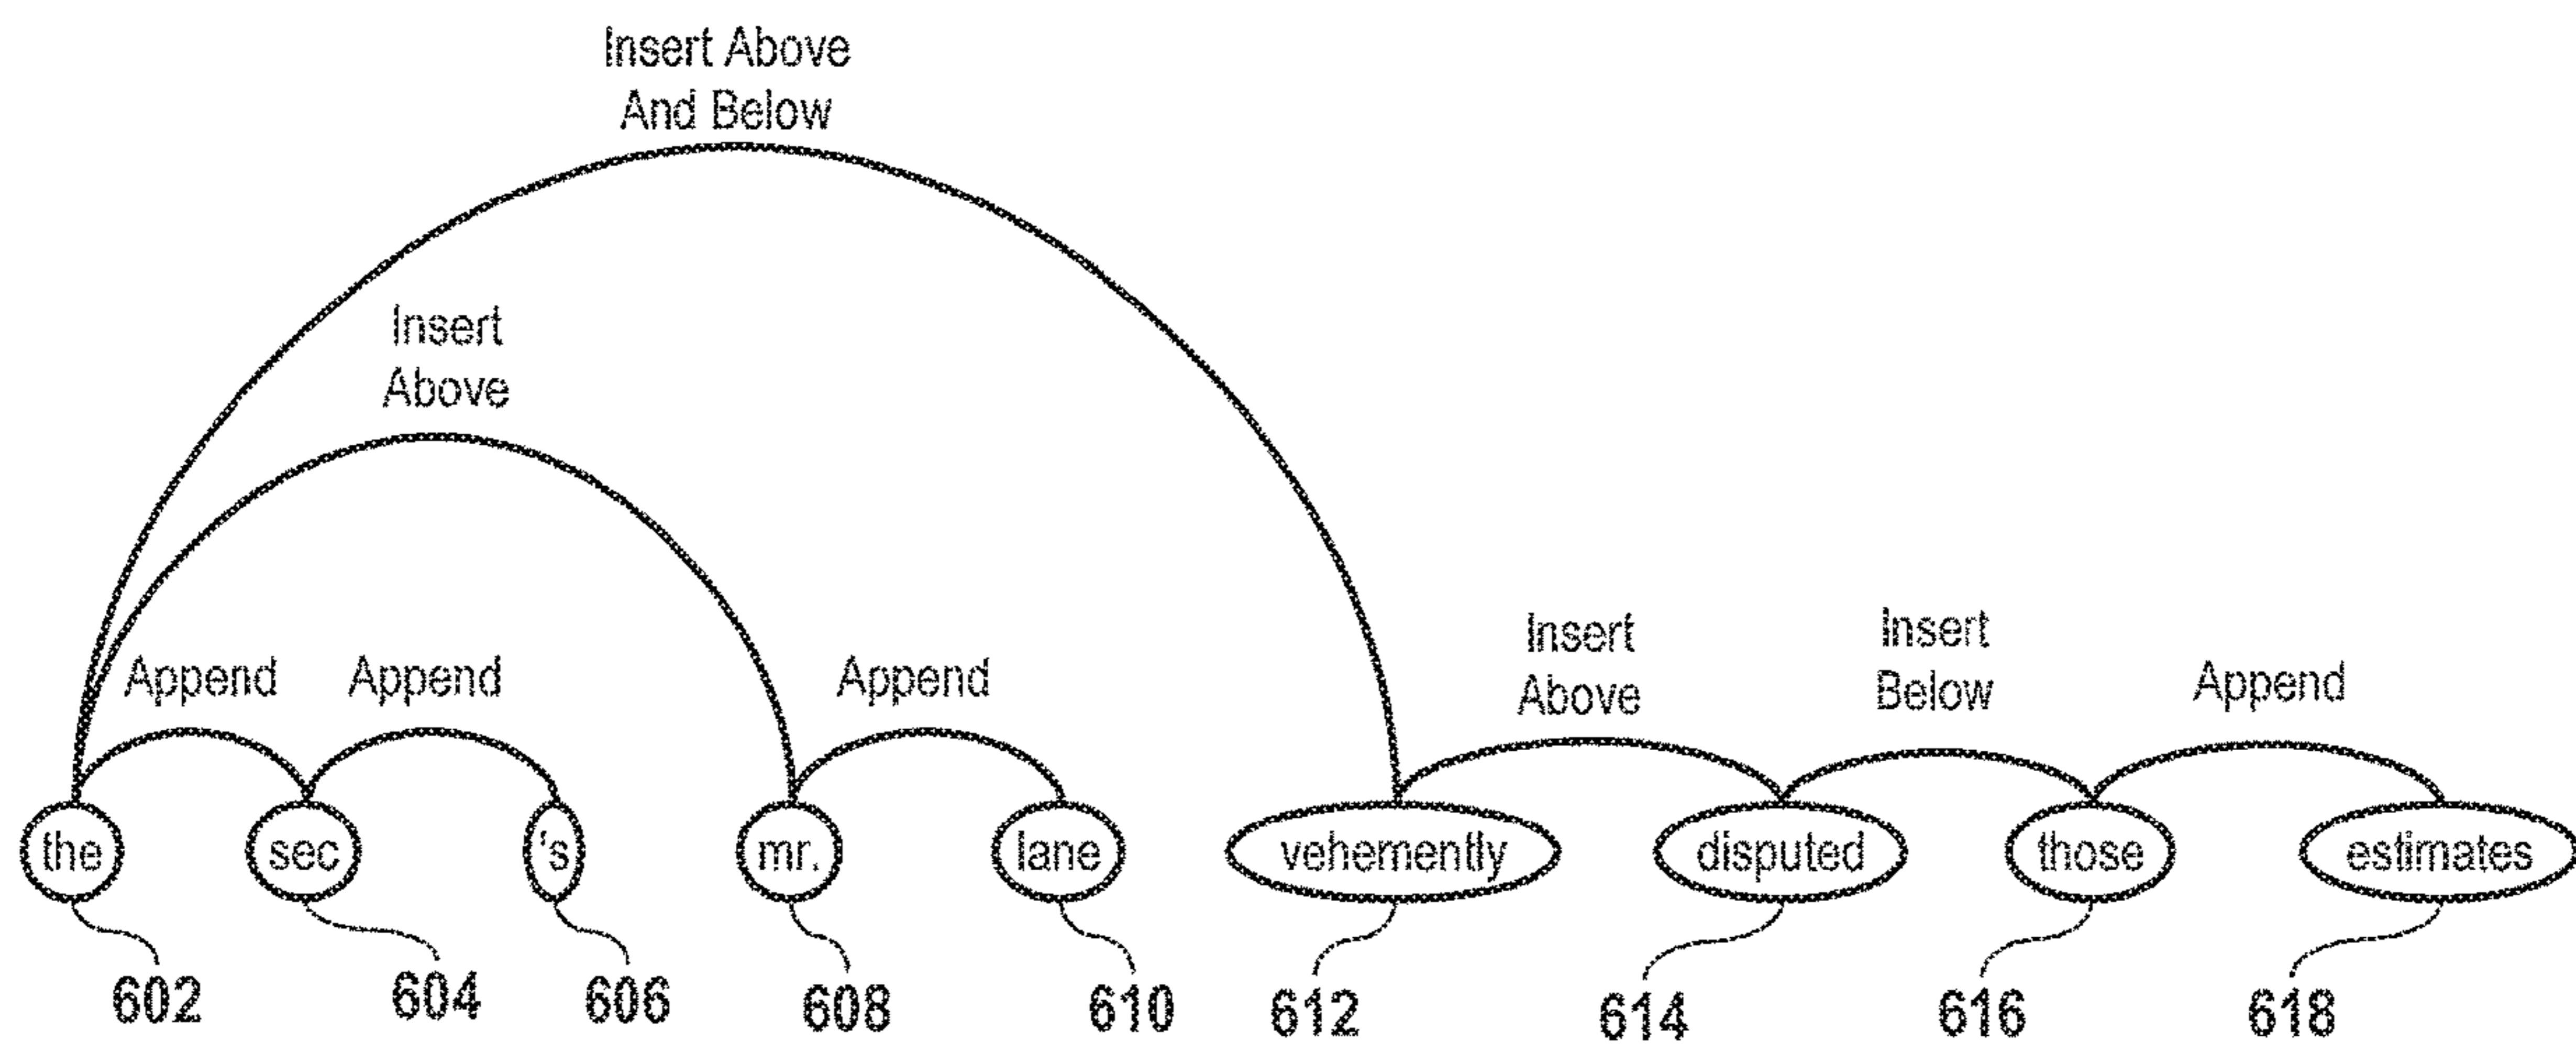 Insert Above
And Below
Insert
Above
Append
Append
Append
Insert
Above
Insert
Below
Append
the
sec
's
mr.
lane
vehemently
disputed
those
estimates
602
604
606
608
610
612
614
616
618